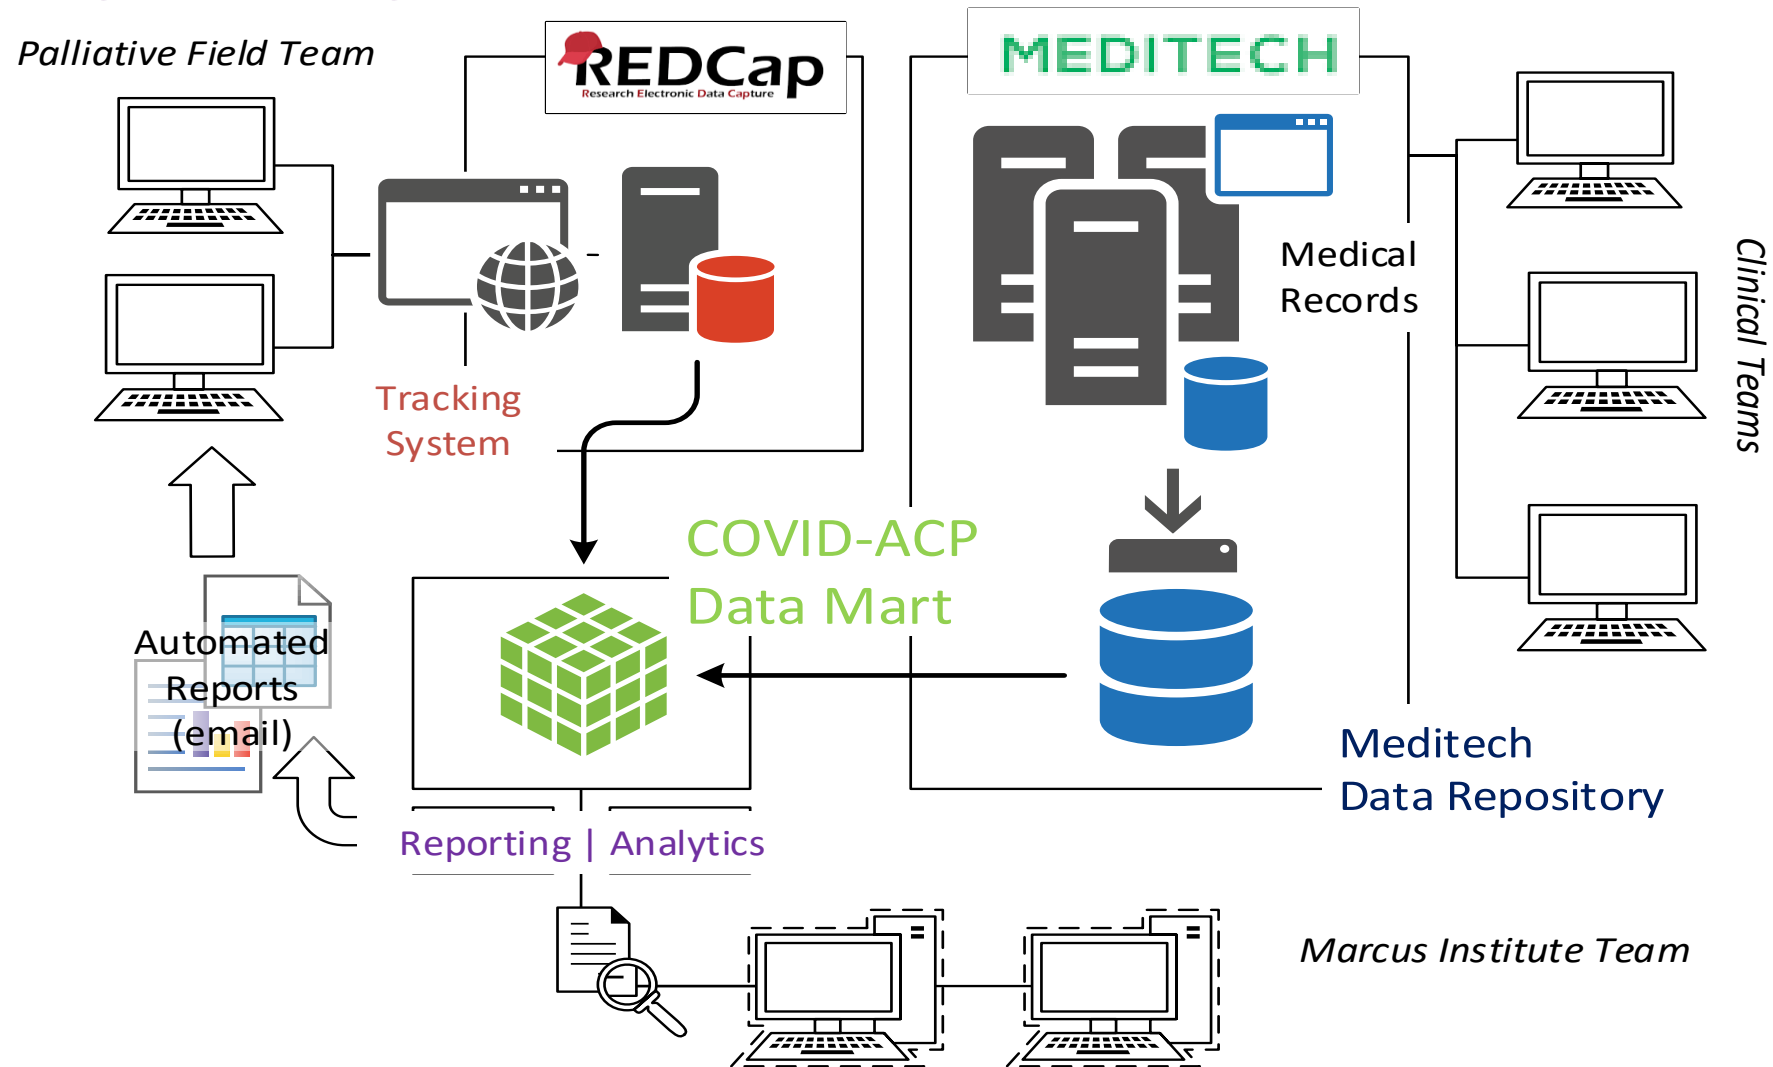 Palliative Field Team
REDCap
Research Electronic Data Capture
MEDITECH
Medical
Records
Clinical Teams
Tracking
System
COVID-ACP
Data Mart
Automated
Reports
(email)
Meditech
Data Repository
Reporting | Analytics
Marcus Institute Team